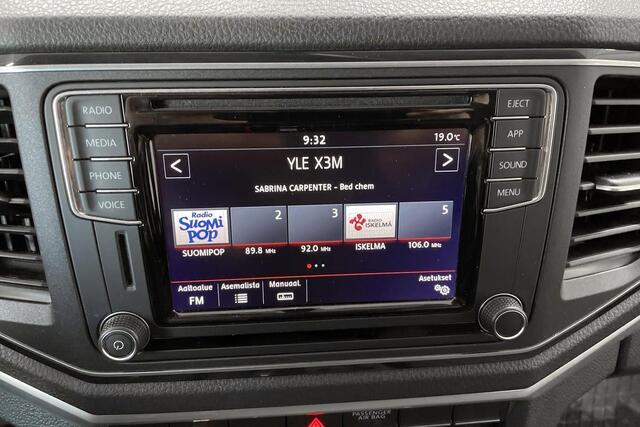 RADIO
MEDIA
PHONE
VOICE
EJECT
APP
SOUND
MENU
9:32
19.0°C
<
YLE X3M
>
SABRINA CARPENTER - Bed chem
Radio
SUOMI
POP
2
3
RADIO
ISKELMÄ
5
SUOMIPOP
89.8 MHz
92.0 MHz
ISKELMA
106.0 MHz
Aaltoalue
FM
Asemalista
Manuaal.
Asetukset
PASSENGER
AIR BAG